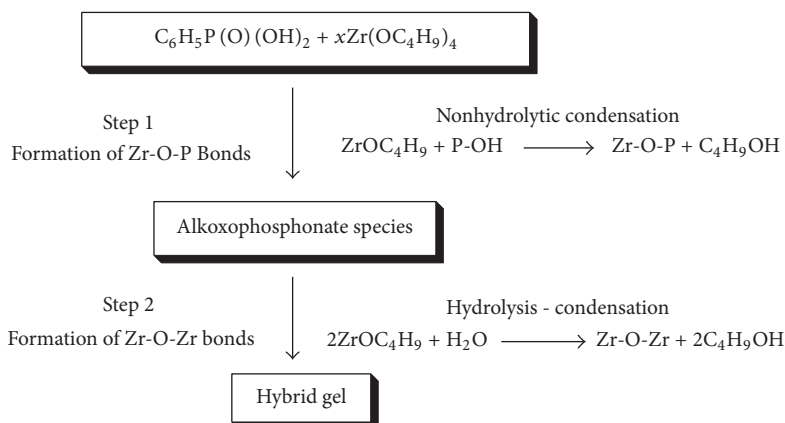 C₆H₅P(O)(OH)₂ + xZr(OC₄H₉)₄
Step 1
Formation of Zr-O-P Bonds
Nonhydrolytic condensation
ZrOC₄H₉ + P-OH ⟶ Zr-O-P + C₄H₉OH
Alkoxophosphonate species
Step 2
Formation of Zr-O-Zr bonds
Hydrolysis - condensation
2ZrOC₄H₉ + H₂O ⟶ Zr-O-Zr + 2C₄H₉OH
Hybrid gel